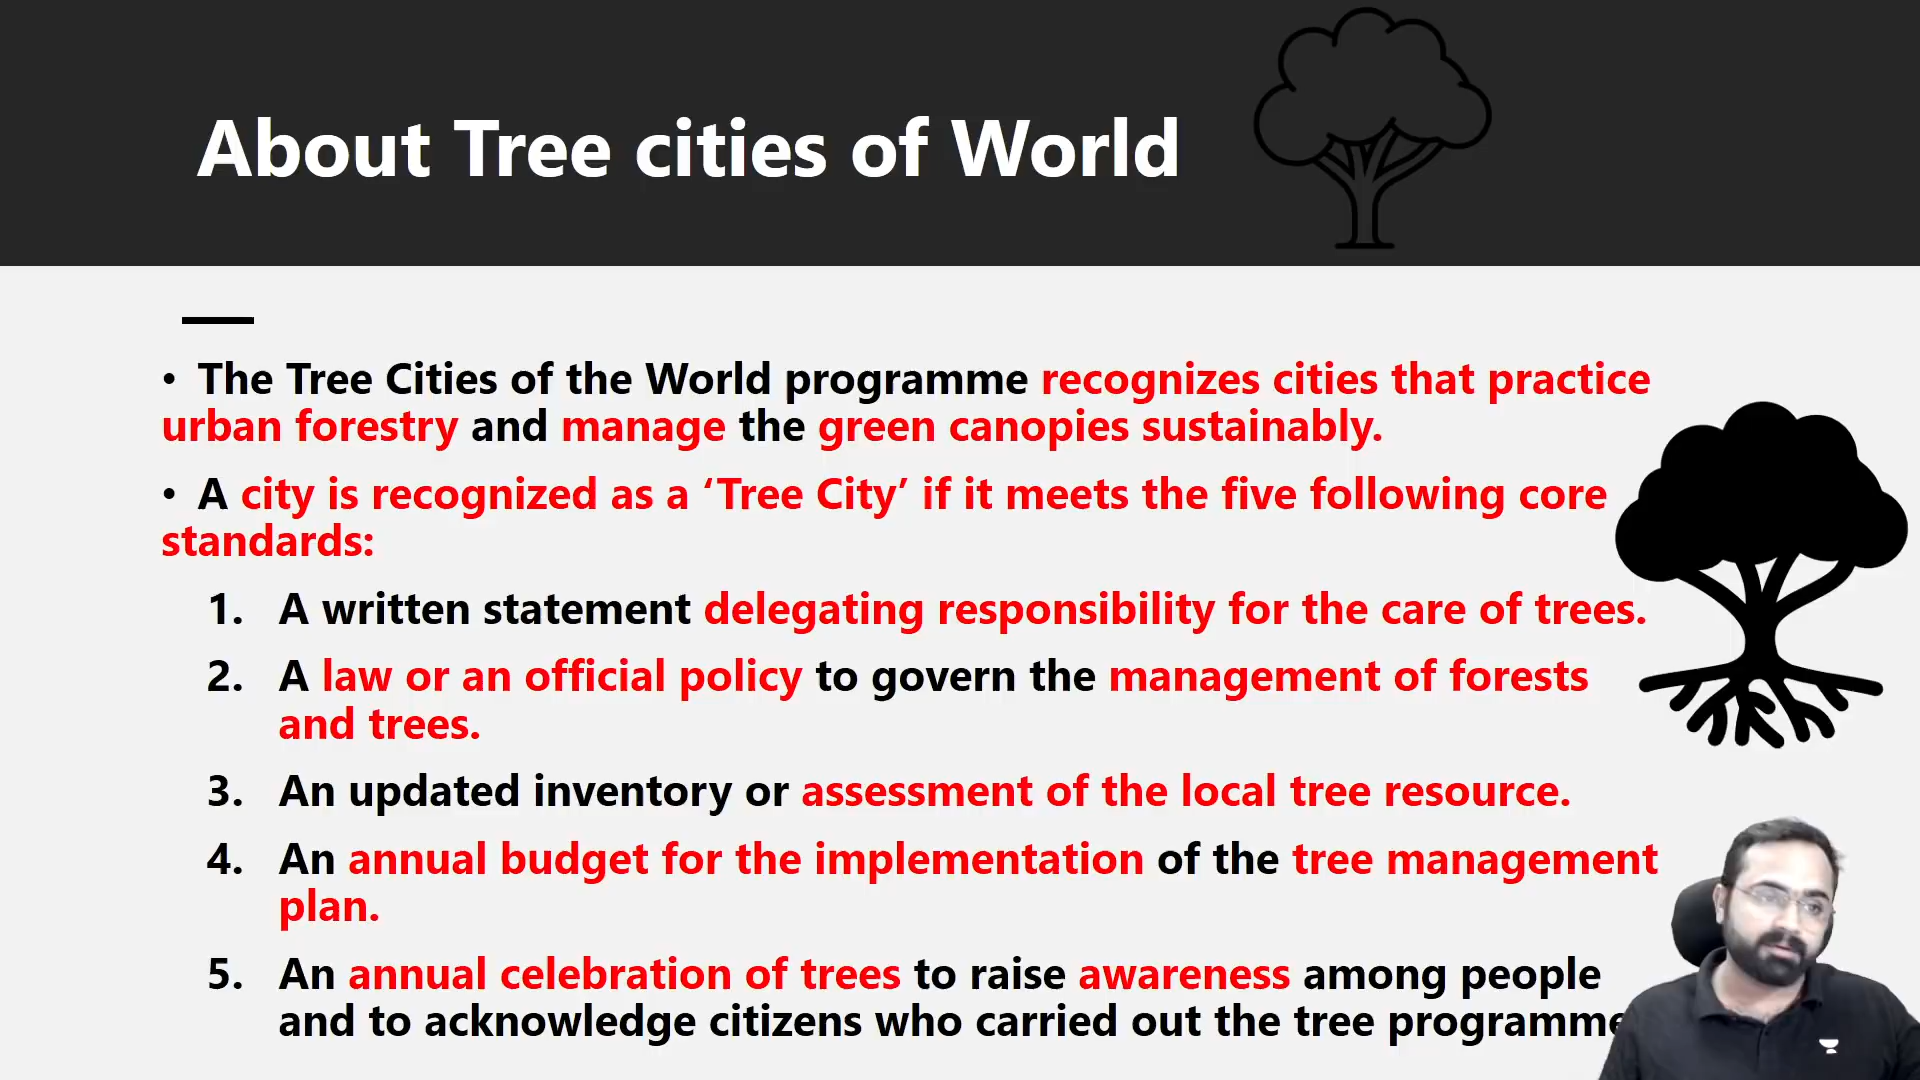 About Tree cities of World
• The Tree Cities of the World programme recognizes cities that practice
urban forestry and manage the green canopies sustainably.
• A city is recognized as a ‘Tree City’ if it meets the five following core
standards:
1. A written statement delegating responsibility for the care of trees.
2. A law or an official policy to govern the management of forests
and trees.
3. An updated inventory or assessment of the local tree resource.
4. An annual budget for the implementation of the tree management
plan.
5. An annual celebration of trees to raise awareness among people
and to acknowledge citizens who carried out the tree programme